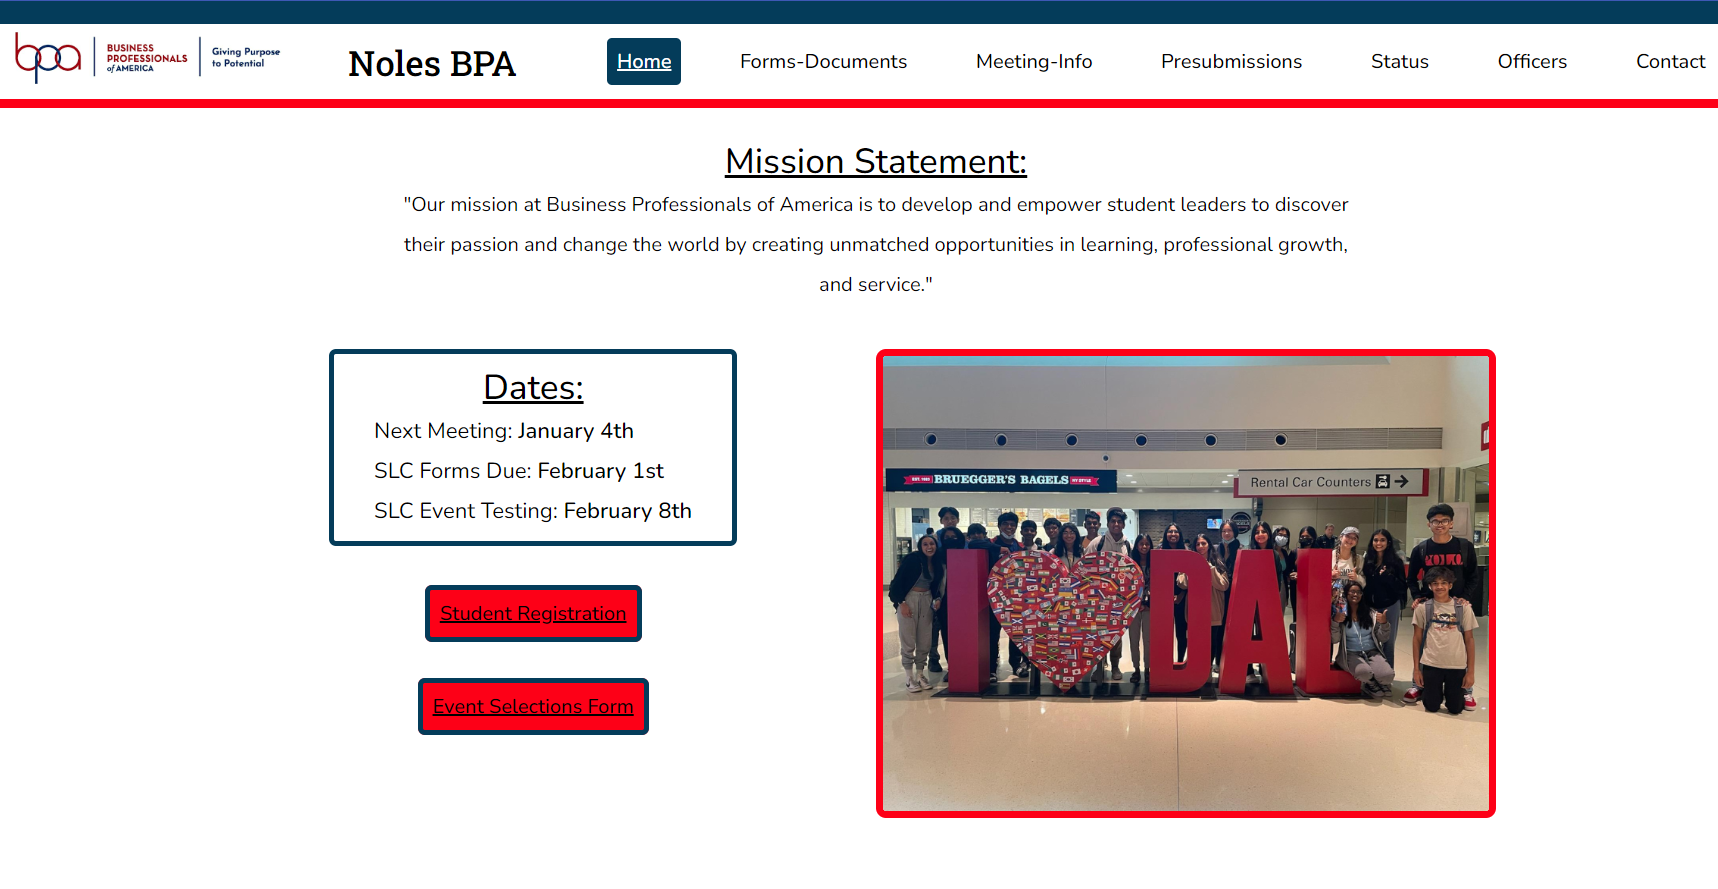 bpa
BUSINESS
PROFESSIONALS
of AMERICA
Giving Purpose
to Potential
Noles BPA
Home
Forms-Documents
Meeting-Info
Presubmissions
Status
Officers
Contact
Mission Statement:
"Our mission at Business Professionals of America is to develop and empower student leaders to discover
their passion and change the world by creating unmatched opportunities in learning, professional growth,
and service."
Dates:
Next Meeting: January 4th
SLC Forms Due: February 1st
SLC Event Testing: February 8th
Student Registration
Event Selections Form
BRUEGGER'S BAGELS
Rental Car Counters
I DAL